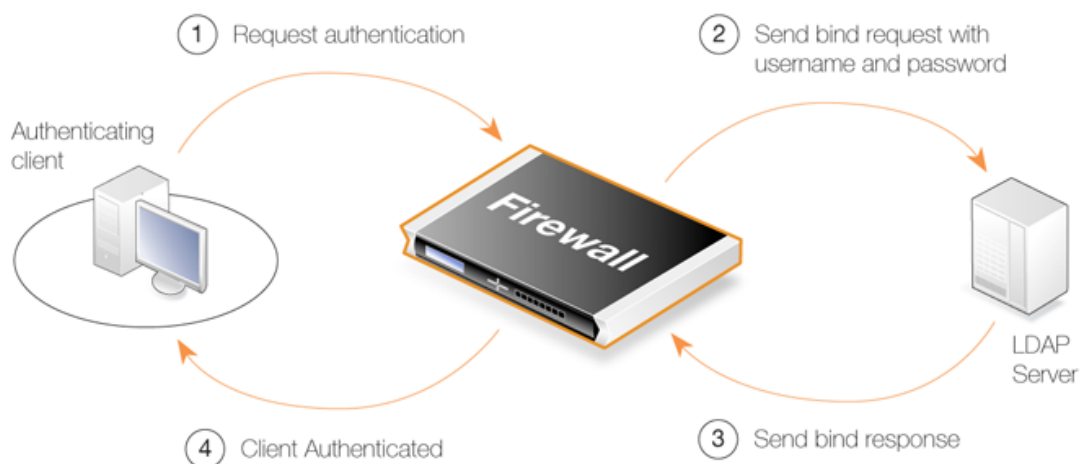 1 Request authentication
2 Send bind request with
username and password
Authenticating
client
Firewall
LDAP
Server
3 Send bind response
4 Client Authenticated